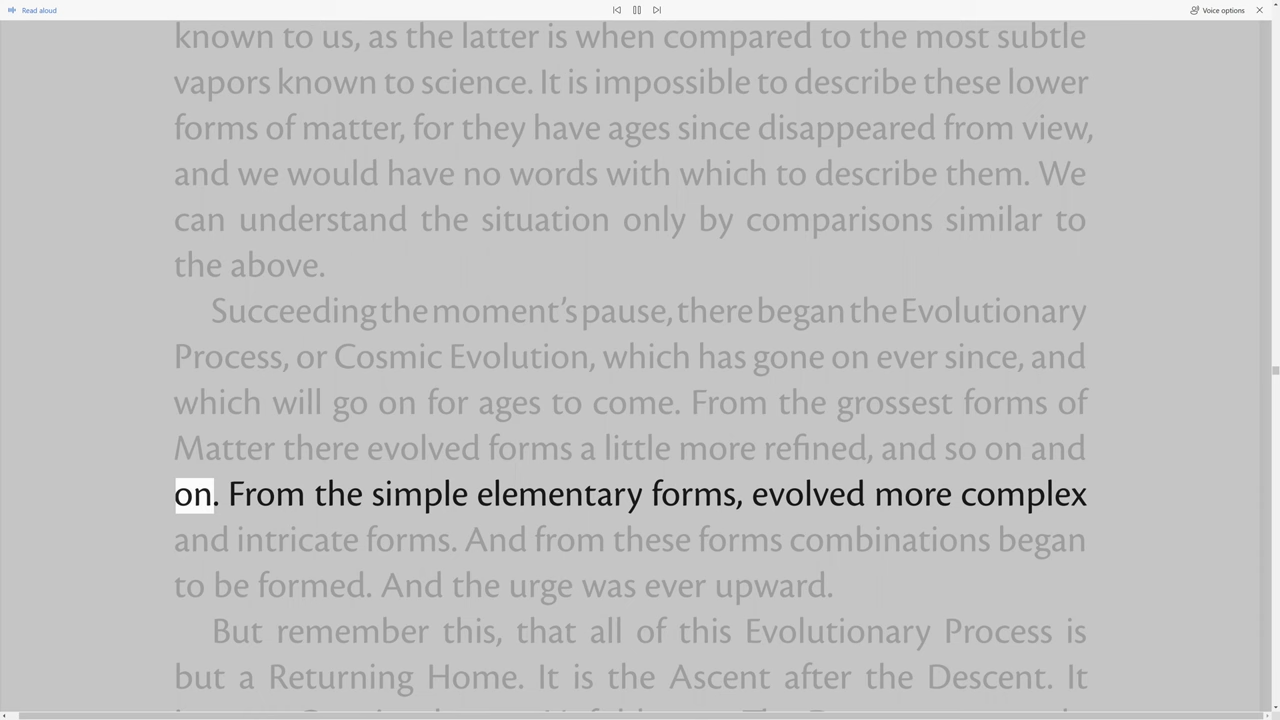 Read aloud
Voice options
known to us, as the latter is when compared to the most subtle
vapors known to science. It is impossible to describe these lower
forms of matter, for they have ages since disappeared from view,
and we would have no words with which to describe them. We
can understand the situation only by comparisons similar to
the above.
Succeeding the moment’s pause, there began the Evolutionary
Process, or Cosmic Evolution, which has gone on ever since, and
which will go on for ages to come. From the grossest forms of
Matter there evolved forms a little more refined, and so on and
on. From the simple elementary forms, evolved more complex
and intricate forms. And from these forms combinations began
to be formed. And the urge was ever upward.
But remember this, that all of this Evolutionary Process is
but a Returning Home. It is the Ascent after the Descent. It